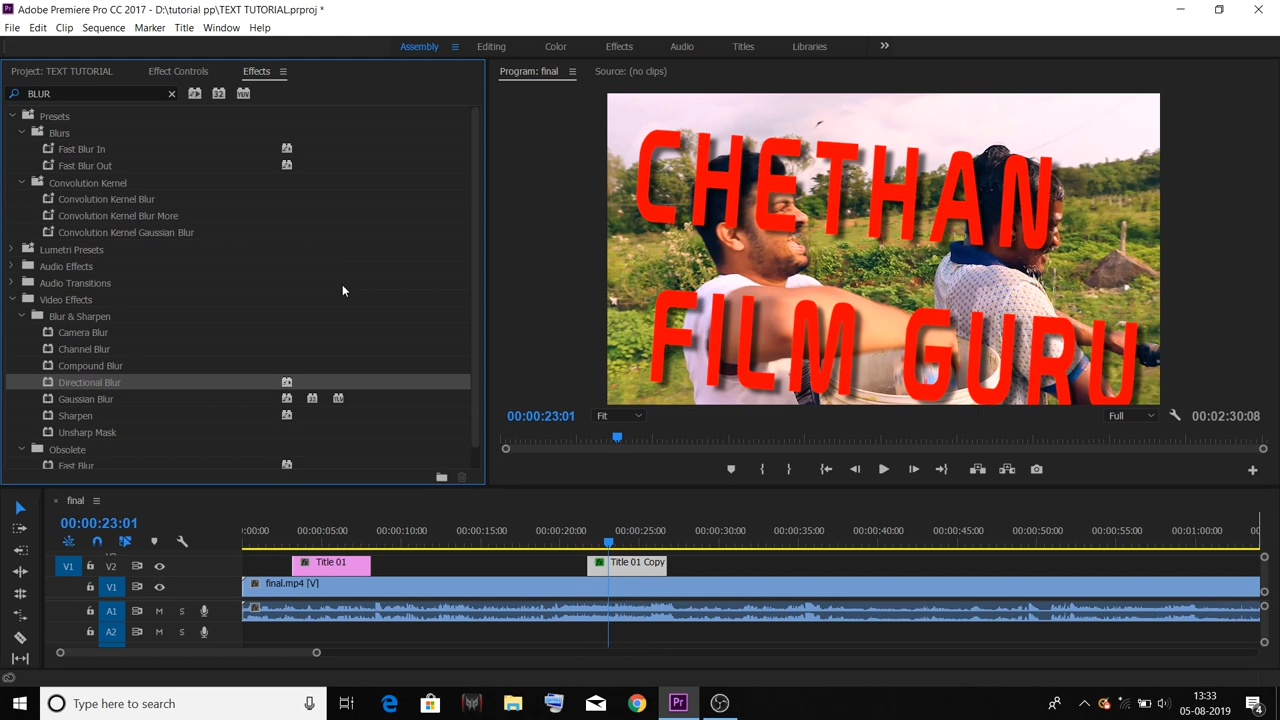 Adobe Premiere Pro CC 2017 - D:\tutorial pp\TEXT TUTORIAL.prproj *
File Edit Clip Sequence Marker Title Window Help
Assembly Editing Color Effects Audio Titles Libraries
Project: TEXT TUTORIAL Effect Controls Effects
BLUR
32 YUV
Presets
Blurs
Fast Blur In
Fast Blur Out
Convolution Kernel
Convolution Kernel Blur
Convolution Kernel Blur More
Convolution Kernel Gaussian Blur
Lumetri Presets
Audio Effects
Audio Transitions
Video Effects
Blur & Sharpen
Camera Blur
Channel Blur
Compound Blur
Directional Blur
Gaussian Blur
Sharpen
Unsharp Mask
Obsolete
Fast Blur
Program: final Source: (no clips)
CHETHAN
FILM GURU
00:00:23:01 Fit Full 00:02:30:08
final
00:00:23:01
:00:00 00:00:05:00 00:00:10:00 00:00:15:00 00:00:20:00 00:00:25:00 00:00:30:00 00:00:35:00 00:00:40:00 00:00:45:00 00:00:50:00 00:00:55:00 00:01:00:00 00
V1 V2 fx Title 01 fx Title 01 Copy
V1 fx final.mp4 [V]
A1 M S
A2 M S
Type here to search
Pr
13:33
05-08-2019
4